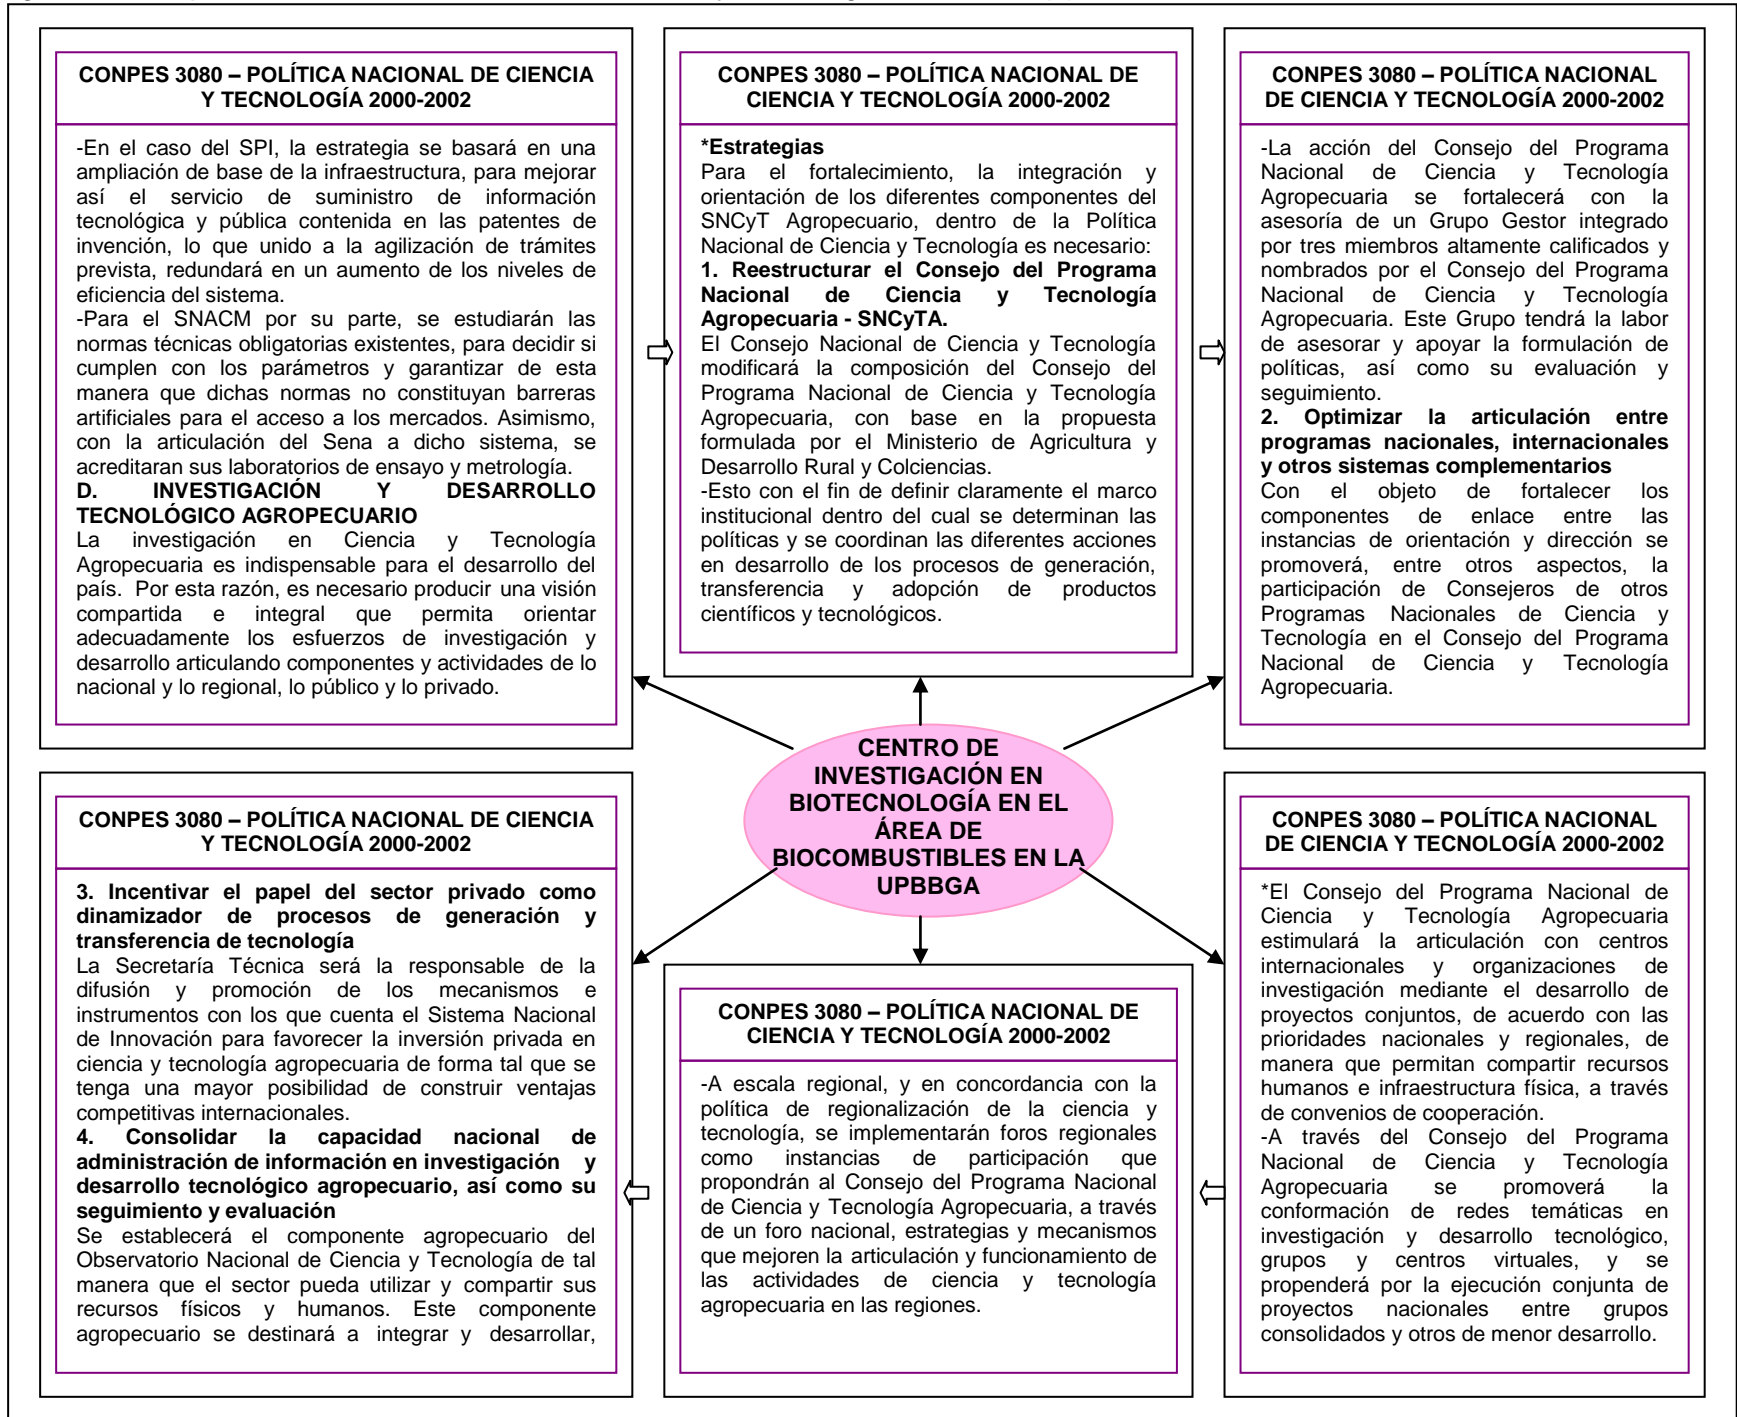 CONPES 3080 – POLÍTICA NACIONAL DE CIENCIA
Y TECNOLOGÍA 2000-2002
-En el caso del SPI, la estrategia se basará en una
ampliación de base de la infraestructura, para mejorar
así el servicio de suministro de información
tecnológica y pública contenida en las patentes de
invención, lo que unido a la agilización de trámites
prevista, redundará en un aumento de los niveles de
eficiencia del sistema.
-Para el SNACM por su parte, se estudiarán las
normas técnicas obligatorias existentes, para decidir si
cumplen con los parámetros y garantizar de esta
manera que dichas normas no constituyan barreras
artificiales para el acceso a los mercados. Asimismo,
con la articulación del Sena a dicho sistema, se
acreditaran sus laboratorios de ensayo y metrología.
D. INVESTIGACIÓN Y DESARROLLO
TECNOLÓGICO AGROPECUARIO
La investigación en Ciencia y Tecnología
Agropecuaria es indispensable para el desarrollo del
país. Por esta razón, es necesario producir una visión
compartida e integral que permita orientar
adecuadamente los esfuerzos de investigación y
desarrollo articulando componentes y actividades de lo
nacional y lo regional, lo público y lo privado.
CONPES 3080 – POLÍTICA NACIONAL DE
CIENCIA Y TECNOLOGÍA 2000-2002
*Estrategias
Para el fortalecimiento, la integración y
orientación de los diferentes componentes del
SNCyT Agropecuario, dentro de la Política
Nacional de Ciencia y Tecnología es necesario:
1. Reestructurar el Consejo del Programa
Nacional de Ciencia y Tecnología
Agropecuaria - SNCyTA.
El Consejo Nacional de Ciencia y Tecnología
modificará la composición del Consejo del
Programa Nacional de Ciencia y Tecnología
Agropecuaria, con base en la propuesta
formulada por el Ministerio de Agricultura y
Desarrollo Rural y Colciencias.
-Esto con el fin de definir claramente el marco
institucional dentro del cual se determinan las
políticas y se coordinan las diferentes acciones
en desarrollo de los procesos de generación,
transferencia y adopción de productos
científicos y tecnológicos.
CONPES 3080 – POLÍTICA NACIONAL
DE CIENCIA Y TECNOLOGÍA 2000-2002
-La acción del Consejo del Programa
Nacional de Ciencia y Tecnología
Agropecuaria se fortalecerá con la
asesoría de un Grupo Gestor integrado
por tres miembros altamente calificados y
nombrados por el Consejo del Programa
Nacional de Ciencia y Tecnología
Agropecuaria. Este Grupo tendrá la labor
de asesorar y apoyar la formulación de
políticas, así como su evaluación y
seguimiento.
2. Optimizar la articulación entre
programas nacionales, internacionales
y otros sistemas complementarios
Con el objeto de fortalecer los
componentes de enlace entre las
instancias de orientación y dirección se
promoverá, entre otros aspectos, la
participación de Consejeros de otros
Programas Nacionales de Ciencia y
Tecnología en el Consejo del Programa
Nacional de Ciencia y Tecnología
Agropecuaria.
CENTRO DE
INVESTIGACIÓN EN
BIOTECNOLOGÍA EN EL
ÁREA DE
BIOCOMBUSTIBLES EN LA
UPBBGA
CONPES 3080 – POLÍTICA NACIONAL DE CIENCIA
Y TECNOLOGÍA 2000-2002
3. Incentivar el papel del sector privado como
dinamizador de procesos de generación y
transferencia de tecnología
La Secretaría Técnica será la responsable de la
difusión y promoción de los mecanismos e
instrumentos con los que cuenta el Sistema Nacional
de Innovación para favorecer la inversión privada en
ciencia y tecnología agropecuaria de forma tal que se
tenga una mayor posibilidad de construir ventajas
competitivas internacionales.
4. Consolidar la capacidad nacional de
administración de información en investigación y
desarrollo tecnológico agropecuario, así como su
seguimiento y evaluación
Se establecerá el componente agropecuario del
Observatorio Nacional de Ciencia y Tecnología de tal
manera que el sector pueda utilizar y compartir sus
recursos físicos y humanos. Este componente
agropecuario se destinará a integrar y desarrollar,
CONPES 3080 – POLÍTICA NACIONAL DE
CIENCIA Y TECNOLOGÍA 2000-2002
-A escala regional, y en concordancia con la
política de regionalización de la ciencia y
tecnología, se implementarán foros regionales
como instancias de participación que
propondrán al Consejo del Programa Nacional
de Ciencia y Tecnología Agropecuaria, a través
de un foro nacional, estrategias y mecanismos
que mejoren la articulación y funcionamiento de
las actividades de ciencia y tecnología
agropecuaria en las regiones.
CONPES 3080 – POLÍTICA NACIONAL
DE CIENCIA Y TECNOLOGÍA 2000-2002
*El Consejo del Programa Nacional de
Ciencia y Tecnología Agropecuaria
estimulará la articulación con centros
internacionales y organizaciones de
investigación mediante el desarrollo de
proyectos conjuntos, de acuerdo con las
prioridades nacionales y regionales, de
manera que permitan compartir recursos
humanos e infraestructura física, a través
de convenios de cooperación.
-A través del Consejo del Programa
Nacional de Ciencia y Tecnología
Agropecuaria se promoverá la
conformación de redes temáticas en
investigación y desarrollo tecnológico,
grupos y centros virtuales, y se
propenderá por la ejecución conjunta de
proyectos nacionales entre grupos
consolidados y otros de menor desarrollo.